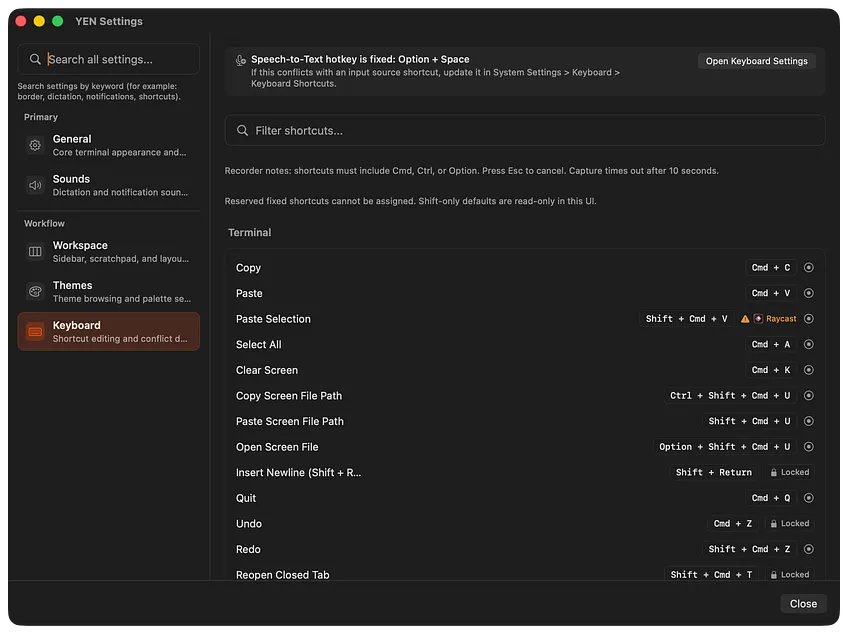 YEN Settings
Search all settings...
Search settings by keyword (for example:
border, dictation, notifications, shortcuts).
Primary
General
Core terminal appearance and...
Sounds
Dictation and notification soun...
Workflow
Workspace
Sidebar, scratchpad, and layou...
Themes
Theme browsing and palette se...
Keyboard
Shortcut editing and conflict d...
Speech-to-Text hotkey is fixed: Option + Space
If this conflicts with an input source shortcut, update it in System Settings > Keyboard >
Keyboard Shortcuts.
Open Keyboard Settings
Filter shortcuts...
Recorder notes: shortcuts must include Cmd, Ctrl, or Option. Press Esc to cancel. Capture times out after 10 seconds.
Reserved fixed shortcuts cannot be assigned. Shift-only defaults are read-only in this UI.
Terminal
Copy Cmd + C
Paste Cmd + V
Paste Selection Shift + Cmd + V Raycast
Select All Cmd + A
Clear Screen Cmd + K
Copy Screen File Path Ctrl + Shift + Cmd + U
Paste Screen File Path Shift + Cmd + U
Open Screen File Option + Shift + Cmd + U
Insert Newline (Shift + R... Shift + Return Locked
Quit Cmd + Q
Undo Cmd + Z Locked
Redo Shift + Cmd + Z
Reopen Closed Tab Shift + Cmd + T Locked
Close